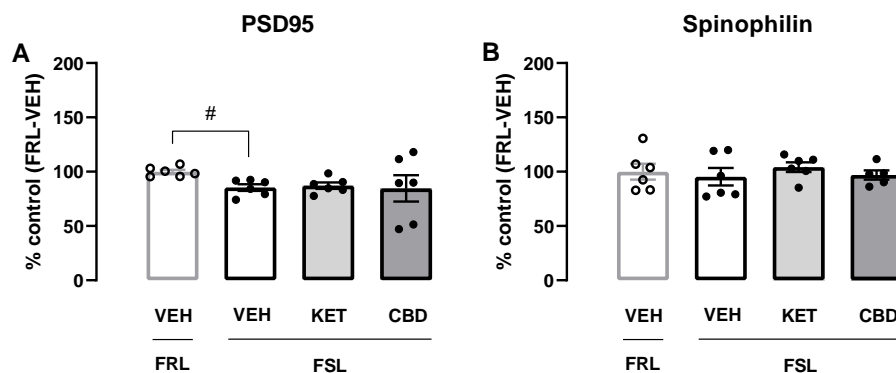 PSD95
A
% control (FRL-VEH)
200
150
100
50
0
#
VEH VEH KET CBD
FRL FSL
Spinophilin
B
% control (FRL-VEH)
200
150
100
50
0
VEH VEH KET CBD
FRL FSL